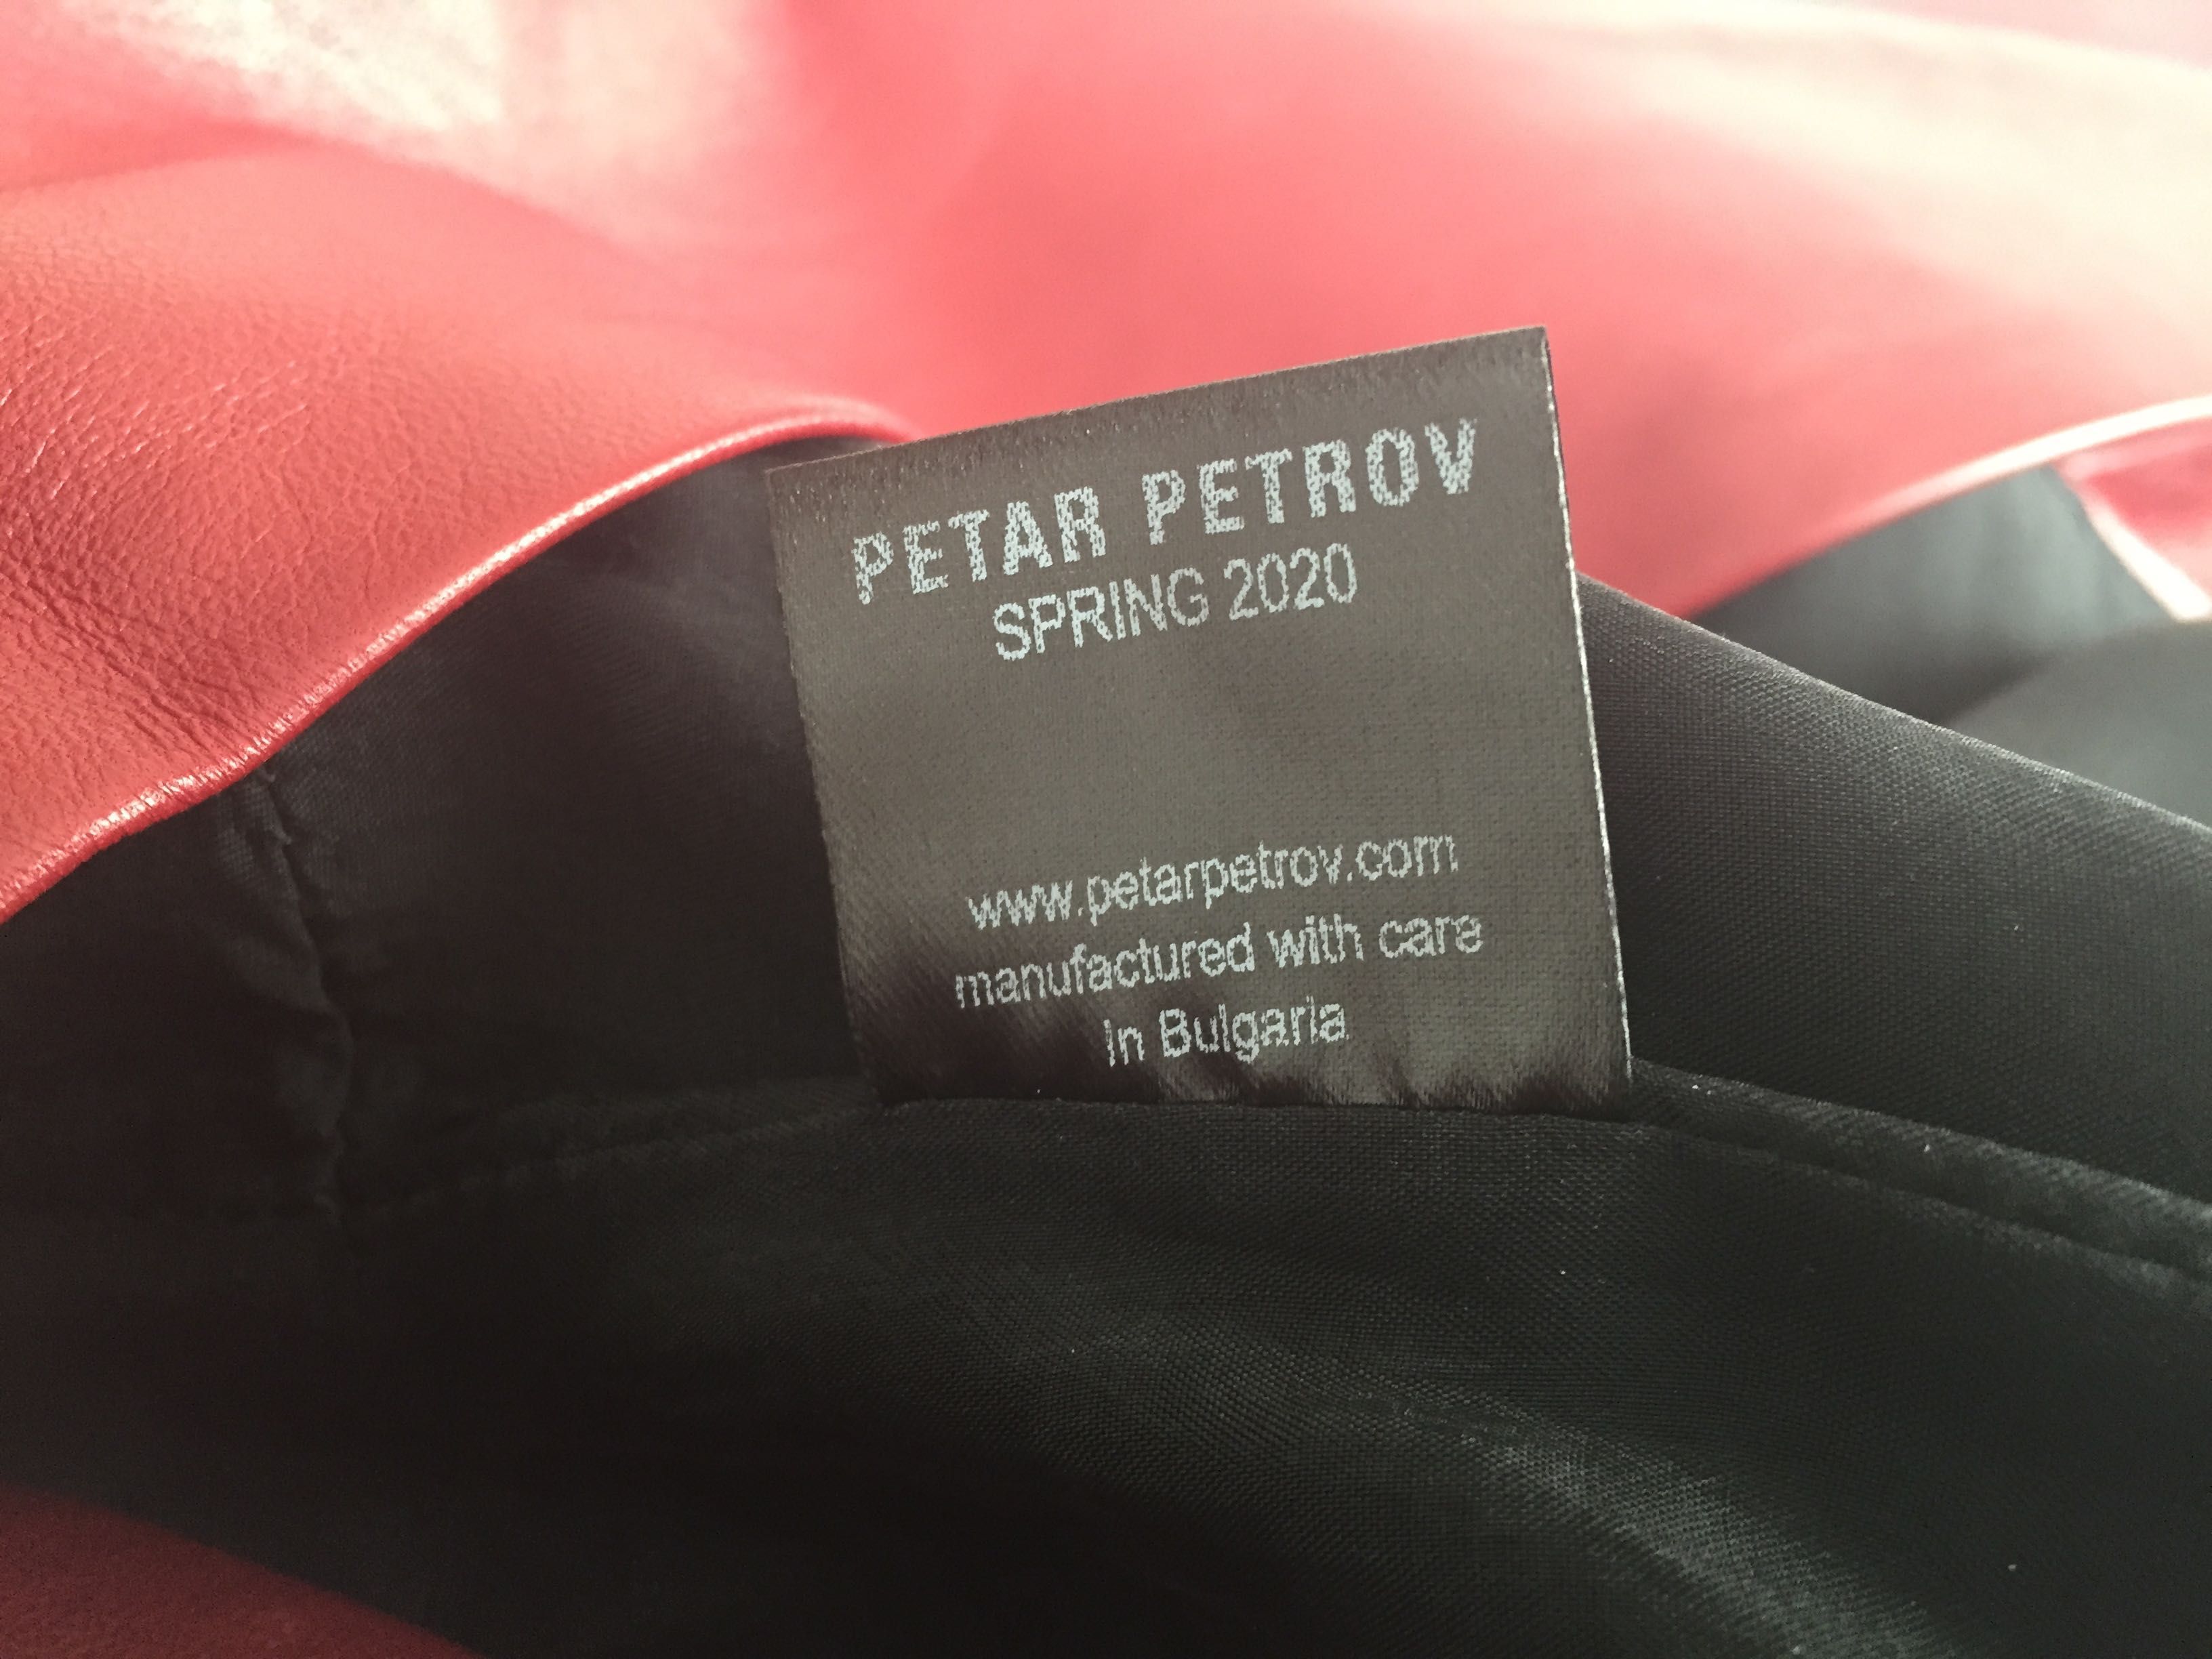 PETAR PETROV
SPRING 2020
www.petarpetrov.com
manufactured with care
in Bulgaria